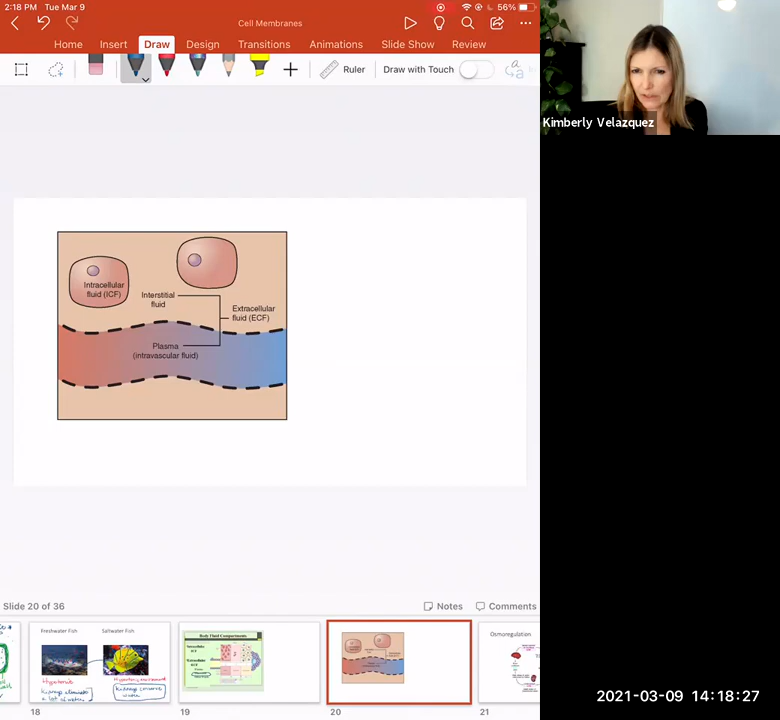 2:18 PM Tue Mar 9
56%
Cell Membranes
Home Insert Draw Design Transitions Animations Slide Show Review
Ruler Draw with Touch
Kimberly Velazquez
Intracellular
fluid (ICF)
Interstitial
fluid
Extracellular
fluid (ECF)
Plasma
(intravascular fluid)
Slide 20 of 36 Notes Comments
Freshwater Fish Saltwater Fish
Hypotonic
Kidneys eliminate
a lot of water
Kidneys conserve
water
Body Fluid Compartments
Osmoregulation
18 19 20 21
2021-03-09 14:18:27